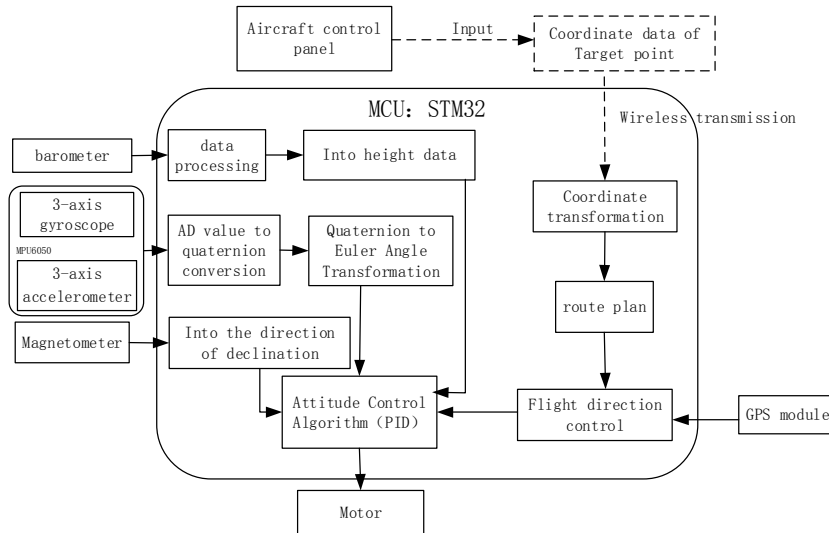 Aircraft control
panel
Input
Coordinate data of
Target point
MCU: STM32
Wireless transmission
barometer
data
processing
Into height data
3-axis
gyroscope
MPU6050
3-axis
accelerometer
AD value to
quaternion
conversion
Quaternion to
Euler Angle
Transformation
Coordinate
transformation
route plan
Magnetometer
Into the direction
of declination
Attitude Control
Algorithm（PID）
Flight direction
control
GPS module
Motor